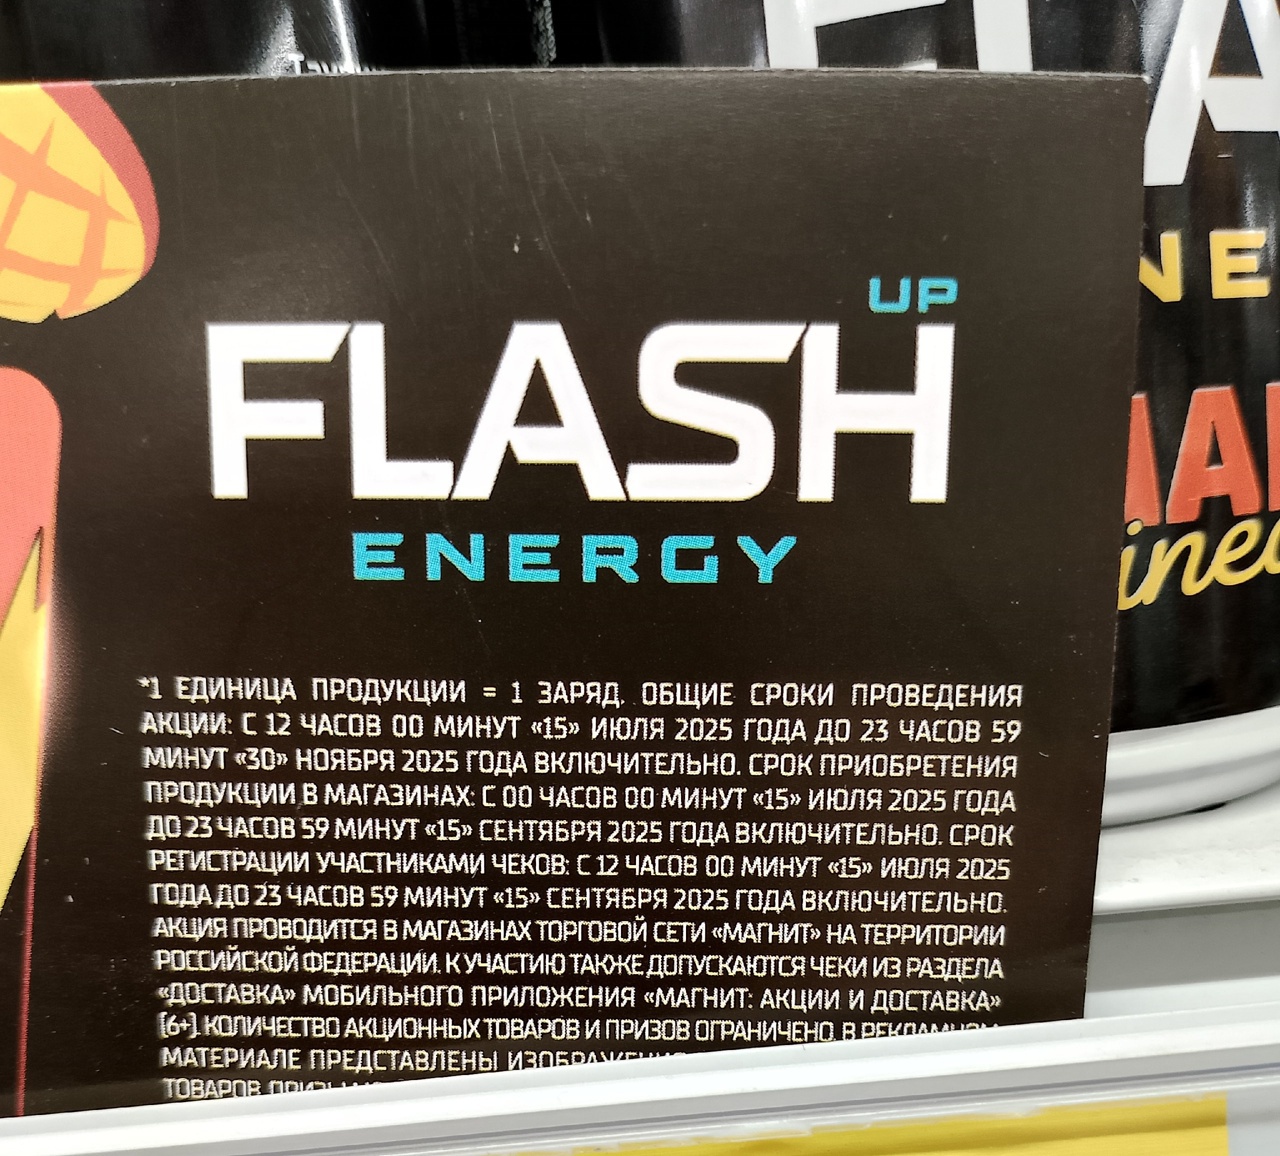 UP
FLASH
ENERGY
*1 ЕДИНИЦА ПРОДУКЦИИ = 1 ЗАРЯД. ОБЩИЕ СРОКИ ПРОВЕДЕНИЯ
АКЦИИ: С 12 ЧАСОВ 00 МИНУТ «15» ИЮЛЯ 2025 ГОДА ДО 23 ЧАСОВ 59
МИНУТ «30» НОЯБРЯ 2025 ГОДА ВКЛЮЧИТЕЛЬНО. СРОК ПРИОБРЕТЕНИЯ
ПРОДУКЦИИ В МАГАЗИНАХ: С 00 ЧАСОВ 00 МИНУТ «15» ИЮЛЯ 2025 ГОДА
ДО 23 ЧАСОВ 59 МИНУТ «15» СЕНТЯБРЯ 2025 ГОДА ВКЛЮЧИТЕЛЬНО. СРОК
РЕГИСТРАЦИИ УЧАСТНИКАМИ ЧЕКОВ: С 12 ЧАСОВ 00 МИНУТ «15» ИЮЛЯ 2025
ГОДА ДО 23 ЧАСОВ 59 МИНУТ «15» СЕНТЯБРЯ 2025 ГОДА ВКЛЮЧИТЕЛЬНО.
АКЦИЯ ПРОВОДИТСЯ В МАГАЗИНАХ ТОРГОВОЙ СЕТИ «МАГНИТ» НА ТЕРРИТОРИИ
РОССИЙСКОЙ ФЕДЕРАЦИИ. К УЧАСТИЮ ТАКЖЕ ДОПУСКАЮТСЯ ЧЕКИ ИЗ РАЗДЕЛА
«ДОСТАВКА» МОБИЛЬНОГО ПРИЛОЖЕНИЯ «МАГНИТ: АКЦИИ И ДОСТАВКА»
(6+). КОЛИЧЕСТВО АКЦИОННЫХ ТОВАРОВ И ПРИЗОВ ОГРАНИЧЕНО. В РЕКЛАМНОМ
МАТЕРИАЛЕ ПРЕДСТАВЛЕНЫ
ТОВАРОВ